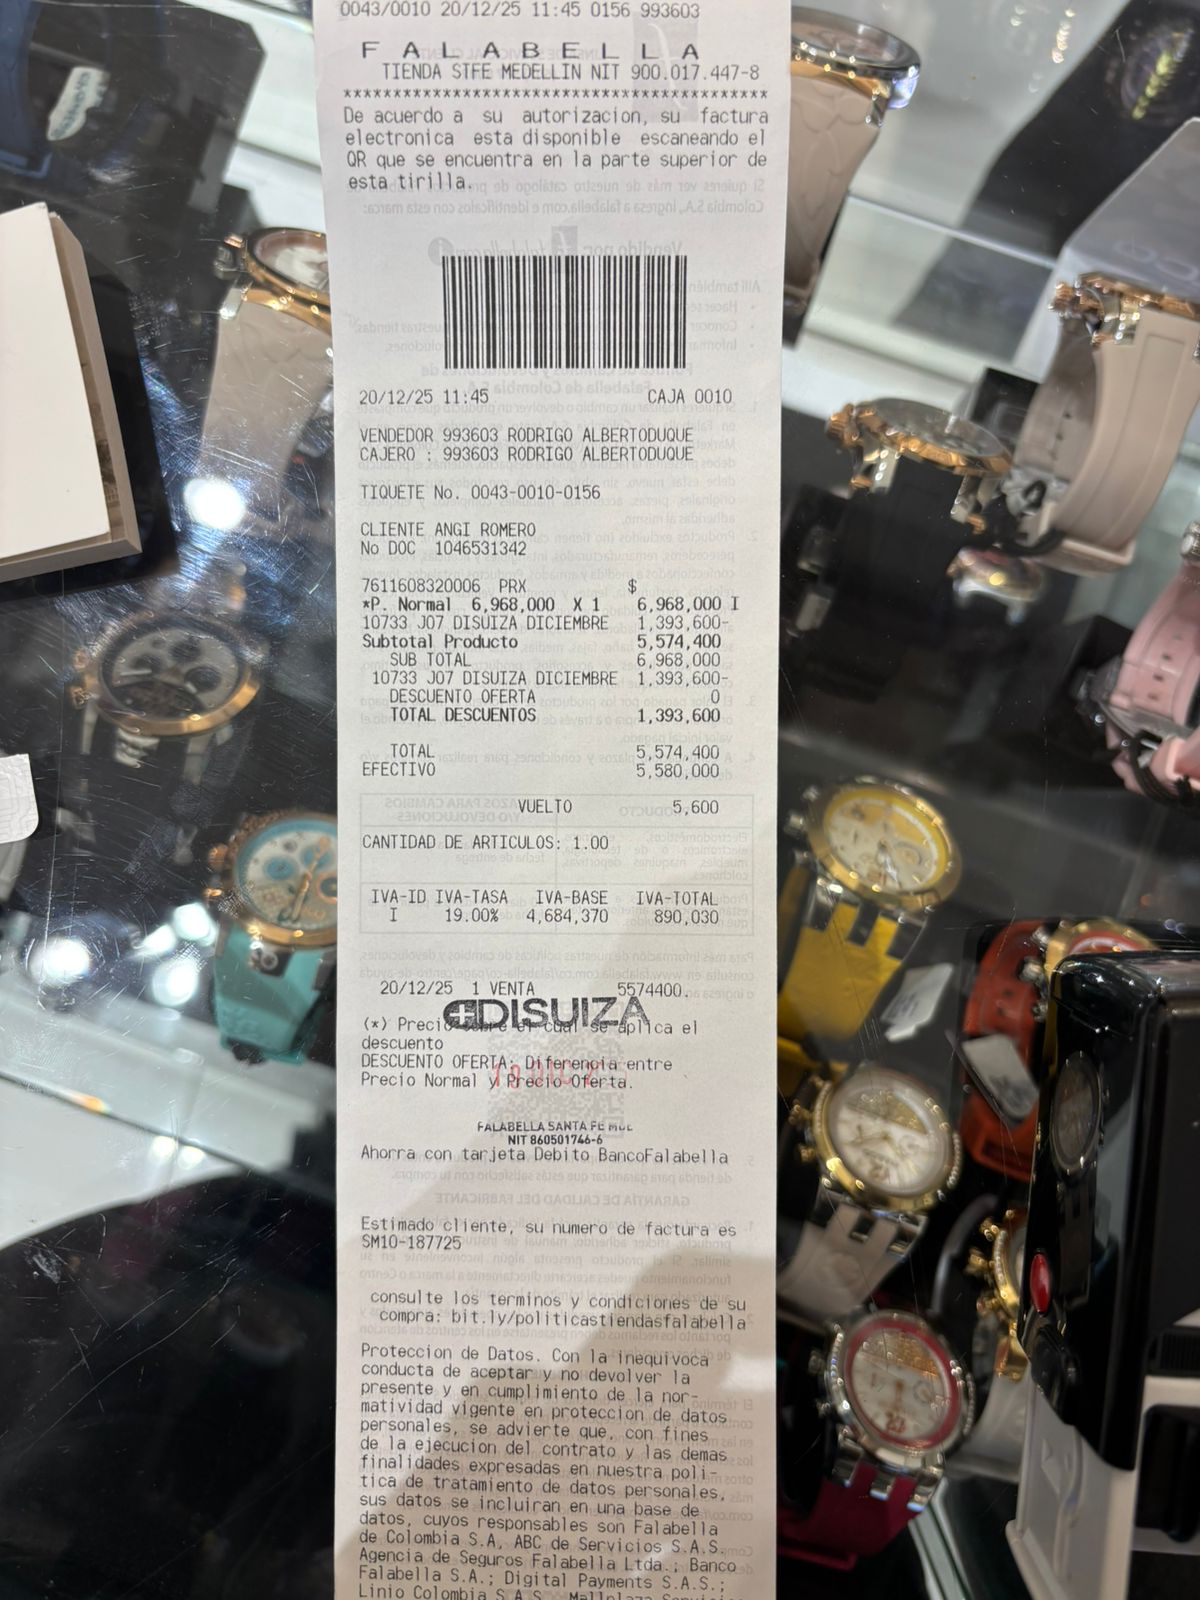 0043/0010 20/12/25 11:45 0156 993603
F A L A B E L L A
TIENDA STFE MEDELLIN NIT 900.017.447-8
******************************************
De acuerdo a su autorizacion, su factura
electronica esta disponible escaneando el
QR que se encuentra en la parte superior de
esta tirilla.
20/12/25 11:45 CAJA 0010
VENDEDOR 993603 RODRIGO ALBERTODUQUE
CAJERO : 993603 RODRIGO ALBERTODUQUE
TIQUETE No. 0043-0010-0156
CLIENTE ANGI ROMERO
No DOC 1046531342
7611608320006 PRX $
*P. Normal 6,968,000 X 1 6,968,000 I
10733 J07 DISUIZA DICIEMBRE 1,393,600-
Subtotal Producto 5,574,400
SUB TOTAL 6,968,000
10733 J07 DISUIZA DICIEMBRE 1,393,600-
DESCUENTO OFERTA 0
TOTAL DESCUENTOS 1,393,600
TOTAL 5,574,400
EFECTIVO 5,580,000
VUELTO 5,600
CANTIDAD DE ARTICULOS: 1.00
IVA-ID IVA-TASA IVA-BASE IVA-TOTAL
I 19.00% 4,684,370 890,030
20/12/25 1 VENTA 5574400.
DISUIZA
(*) Precio sobre el cual se aplica el
descuento
DESCUENTO OFERTA: Diferencia entre
Precio Normal y Precio Oferta.
FALABELLA SANTA FE MDE
NIT 860501746-6
Ahorra con tarjeta Debito BancoFalabella
Estimado cliente, su numero de factura es
SM10-187725
consulte los terminos y condiciones de su
compra: bit.ly/politicastiendasfalabella
Proteccion de Datos. Con la inequivoca
conducta de aceptar y no devolver la
presente y en cumplimiento de la nor-
matividad vigente en proteccion de datos
personales, se advierte que, con fines
de la ejecucion del contrato y las demas
finalidades expresadas en nuestra poli-
tica de tratamiento de datos personales,
sus datos se incluiran en una base de
datos, cuyos responsables son Falabella
de Colombia S.A, ABC de Servicios S.A.S.
Agencia de Seguros Falabella Ltda.; Banco
Falabella S.A.; Digital Payments S.A.S.;
Linio Colombia S.A.S., Mallplaza Servicios